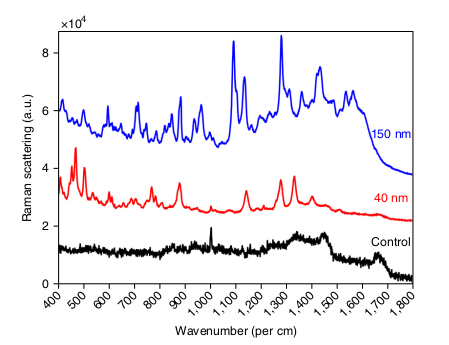 ×10⁴
8
6
4
2
0
Raman scattering (a.u.)
150 nm
40 nm
Control
400 500 600 700 800 900 1,000 1,100 1,200 1,300 1,400 1,500 1,600 1,700 1,800
Wavenumber (per cm)